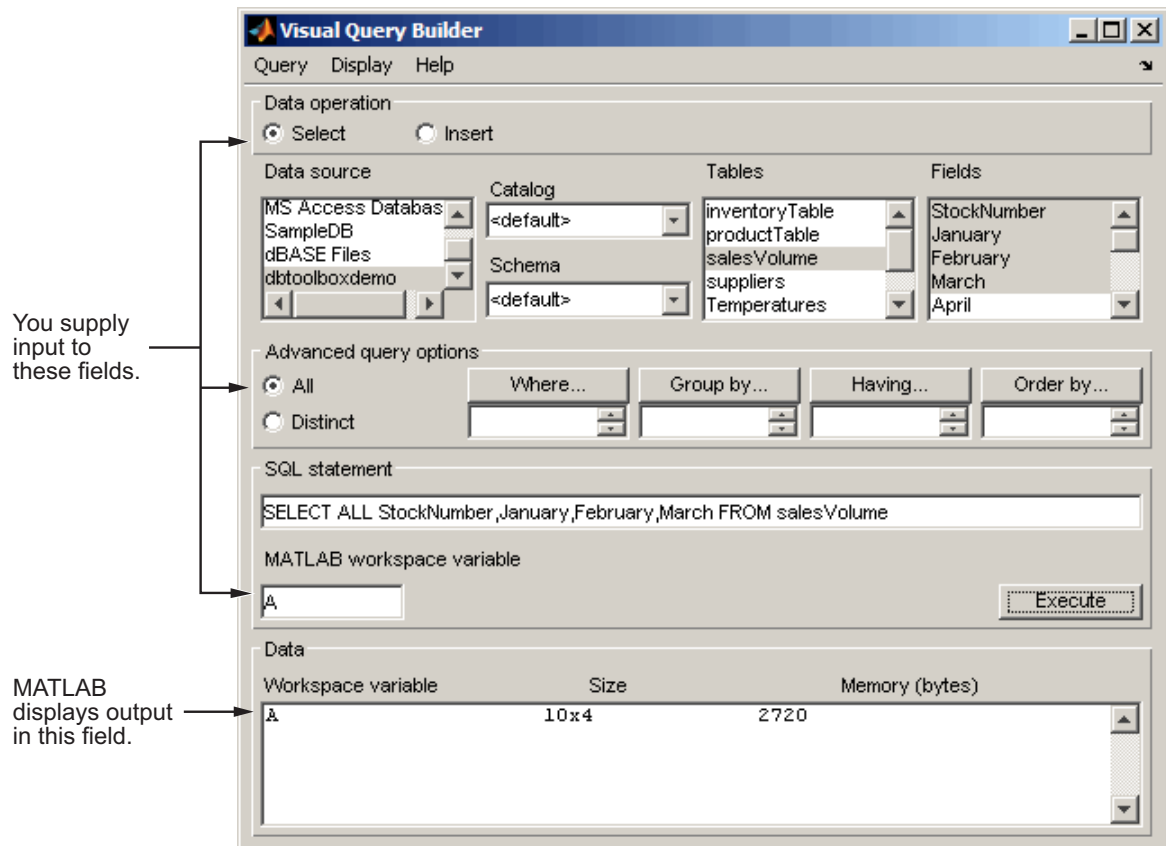 Visual Query Builder
Query Display Help
Data operation
Select Insert
Data source
MS Access Databas
SampleDB
dBASE Files
dbtoolboxdemo
Catalog
<default>
Schema
<default>
Tables
inventoryTable
productTable
salesVolume
suppliers
Temperatures
Fields
StockNumber
January
February
March
April
You supply
input to
these fields.
Advanced query options
All
Distinct
Where... Group by... Having... Order by...
SQL statement
SELECT ALL StockNumber,January,February,March FROM salesVolume
MATLAB workspace variable
A
Execute
Data
Workspace variable Size Memory (bytes)
A 10x4 2720
MATLAB
displays output
in this field.